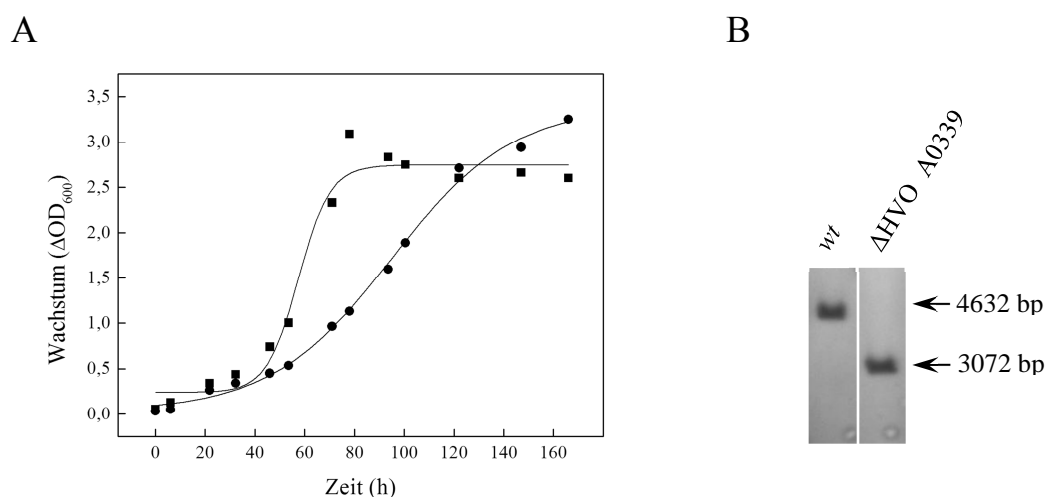 A
B
3,5
3,0
2,5
2,0
1,5
1,0
0,5
0,0
Wachstum (ΔOD600)
0 20 40 60 80 100 120 140 160
Zeit (h)
wt
ΔHVO A0339
4632 bp
3072 bp